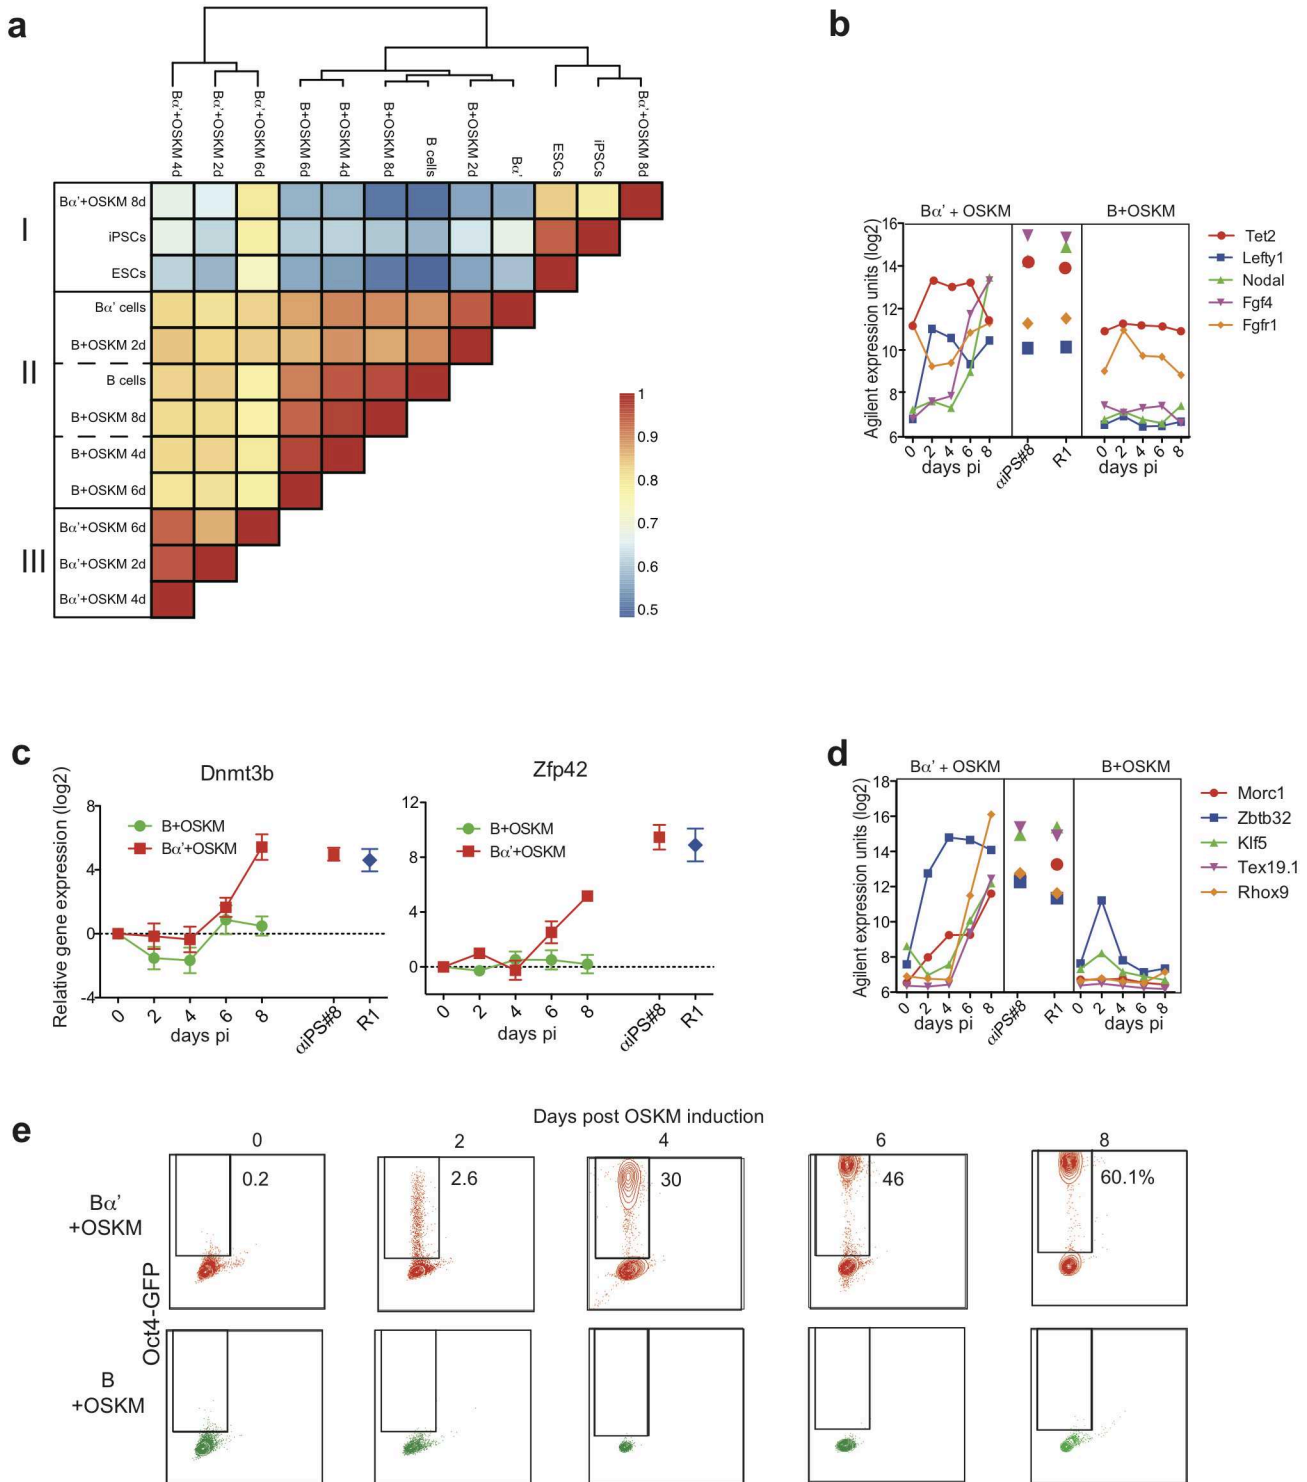 a
Bα'+OSKM 4d
Bα'+OSKM 2d
Bα'+OSKM 6d
B+OSKM 6d
B+OSKM 4d
B+OSKM 8d
B cells
B+OSKM 2d
Bα'
ESCs
iPSCs
Bα'+OSKM 8d
I
Bα'+OSKM 8d
iPSCs
ESCs
II
Bα' cells
B+OSKM 2d
B cells
B+OSKM 8d
B+OSKM 4d
B+OSKM 6d
III
Bα'+OSKM 6d
Bα'+OSKM 2d
Bα'+OSKM 4d
1
0.9
0.8
0.7
0.6
0.5
b
Bα' + OSKM
B+OSKM
Agilent expression units (log2)
16
14
12
10
8
6
0 2 4 6 8
days pi
αiPS#8
R1
0 2 4 6 8
days pi
Tet2
Lefty1
Nodal
Fgf4
Fgfr1
c
Dnmt3b
Relative gene expression (log2)
8
4
0
-4
B+OSKM
Bα'+OSKM
0 2 4 6 8
days pi
αiPS#8
R1
Zfp42
12
8
4
0
B+OSKM
Bα'+OSKM
0 2 4 6 8
days pi
αiPS#8
R1
d
Bα' + OSKM
B+OSKM
Agilent expression units (log2)
18
16
14
12
10
8
6
0 2 4 6 8
days pi
αiPS#8
R1
0 2 4 6 8
days pi
Morc1
Zbtb32
Klf5
Tex19.1
Rhox9
e
Days post OSKM induction
0 2 4 6 8
Bα'
+OSKM
0.2
2.6
30
46
60.1%
Oct4-GFP
B
+OSKM